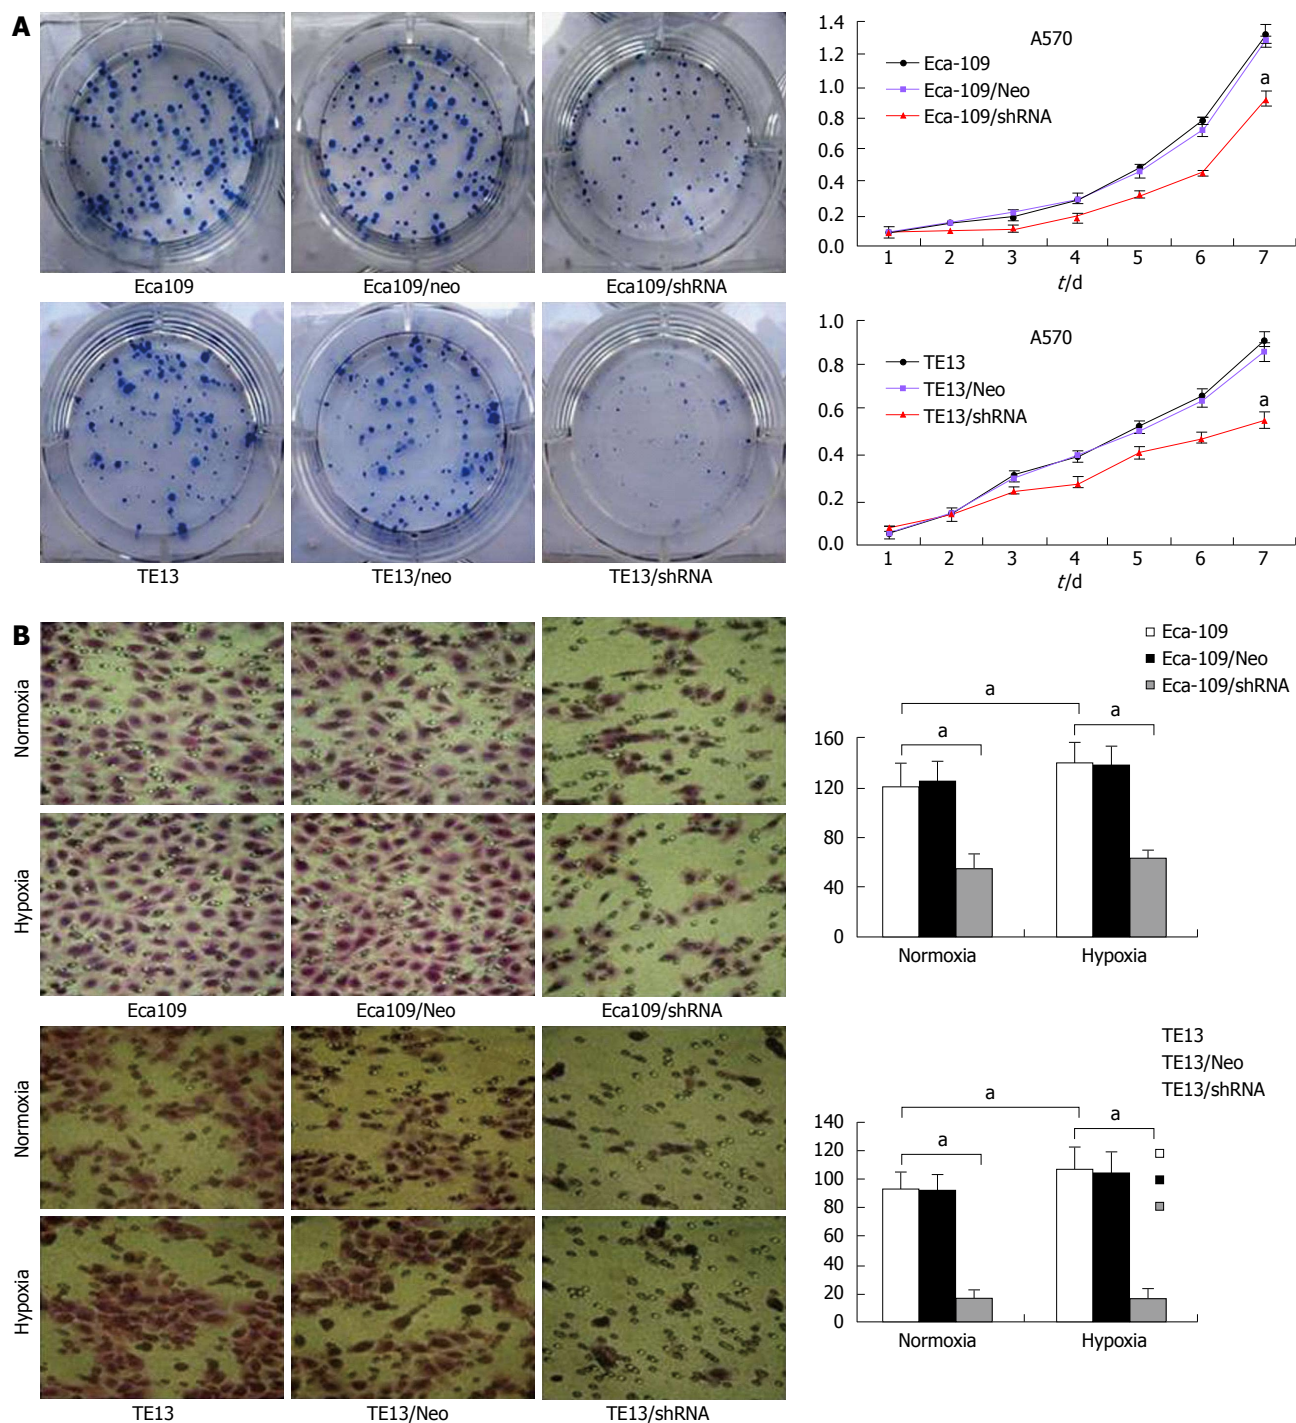 A
Eca109
Eca109/neo
Eca109/shRNA
TE13
TE13/neo
TE13/shRNA
A570
Eca-109
Eca-109/Neo
Eca-109/shRNA
a
1.4
1.2
1.0
0.8
0.6
0.4
0.2
0.0
1 2 3 4 5 6 7
t/d
A570
TE13
TE13/Neo
TE13/shRNA
a
1.0
0.8
0.6
0.4
0.2
0.0
1 2 3 4 5 6 7
t/d
B
Normoxia
Hypoxia
Eca109
Eca109/Neo
Eca109/shRNA
Normoxia
Hypoxia
TE13
TE13/Neo
TE13/shRNA
Eca-109
Eca-109/Neo
Eca-109/shRNA
a
a
a
160
120
80
40
0
Normoxia
Hypoxia
TE13
TE13/Neo
TE13/shRNA
a
a
a
140
120
100
80
60
40
20
0
Normoxia
Hypoxia